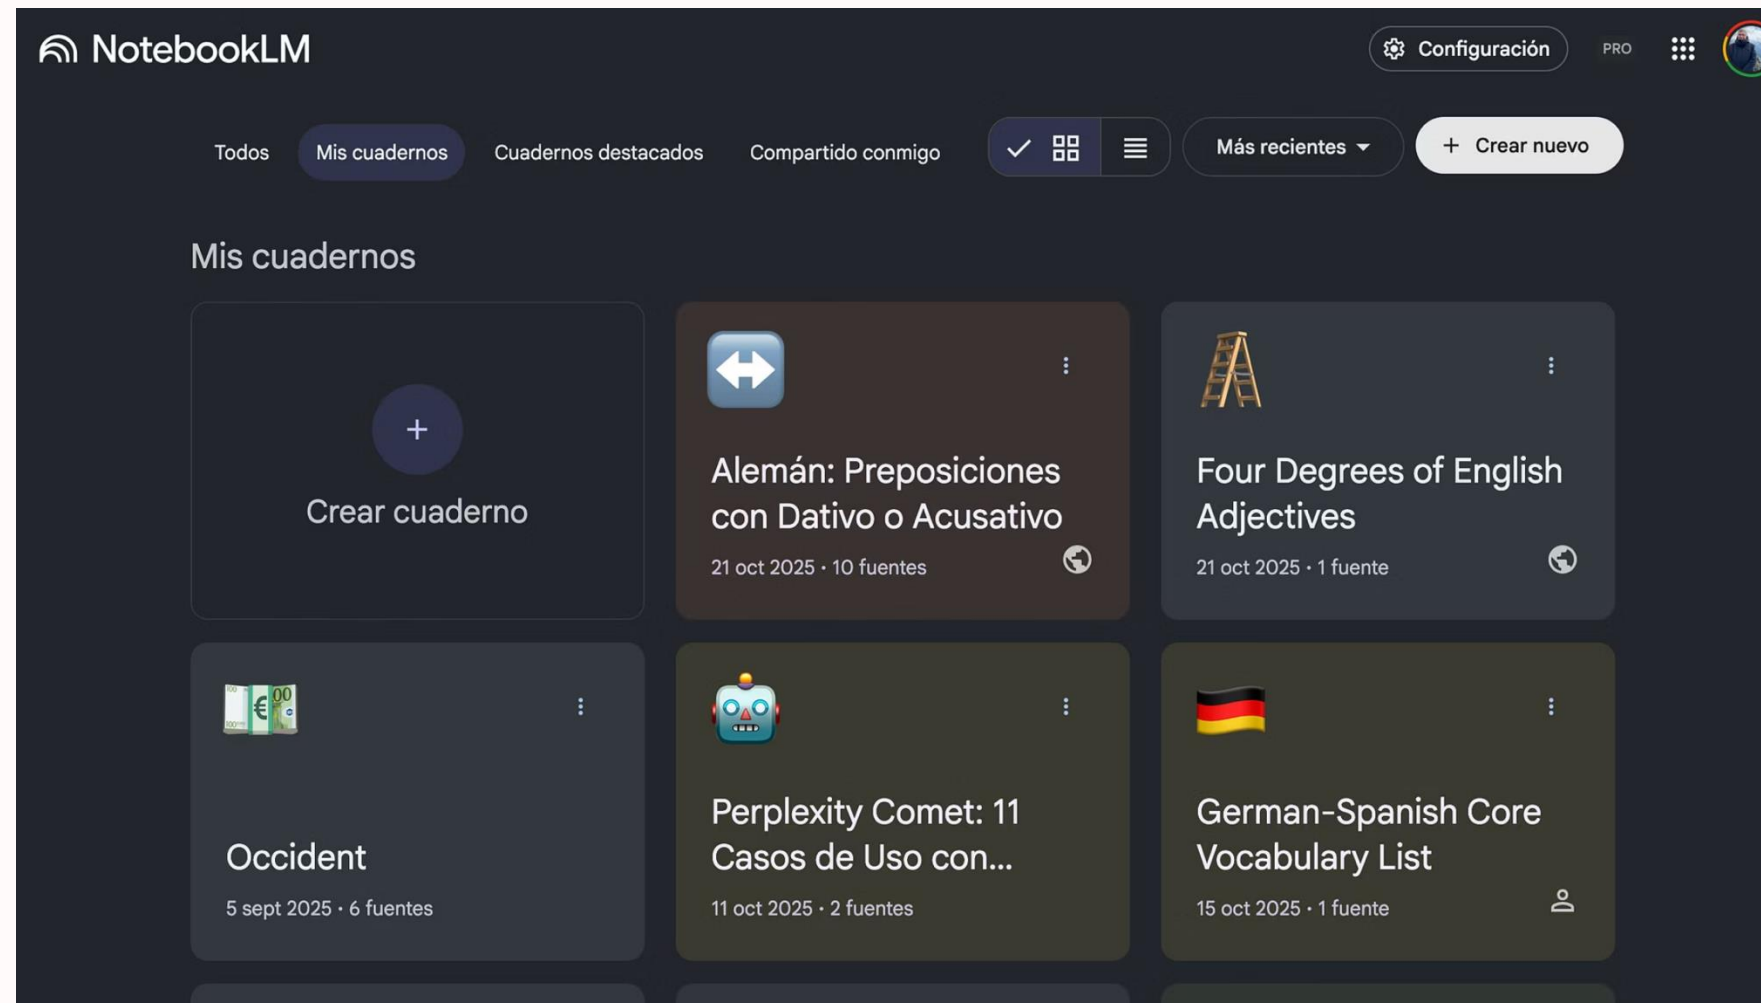 NotebookLM
Configuración
PRO
Todos
Mis cuadernos
Cuadernos destacados
Compartido conmigo
Más recientes
+ Crear nuevo
Mis cuadernos
+
Crear cuaderno
Alemán: Preposiciones
con Dativo o Acusativo
21 oct 2025 • 10 fuentes
Four Degrees of English
Adjectives
21 oct 2025 • 1 fuente
Occident
5 sept 2025 • 6 fuentes
Perplexity Comet: 11
Casos de Uso con...
11 oct 2025 • 2 fuentes
German-Spanish Core
Vocabulary List
15 oct 2025 • 1 fuente